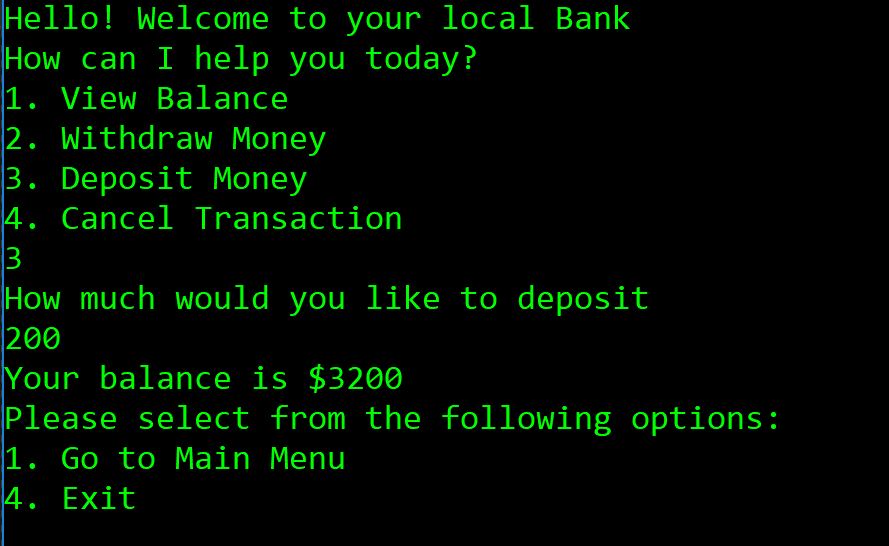 Hello! Welcome to your local Bank
How can I help you today?
1. View Balance
2. Withdraw Money
3. Deposit Money
4. Cancel Transaction
3
How much would you like to deposit
200
Your balance is $3200
Please select from the following options:
1. Go to Main Menu
4. Exit